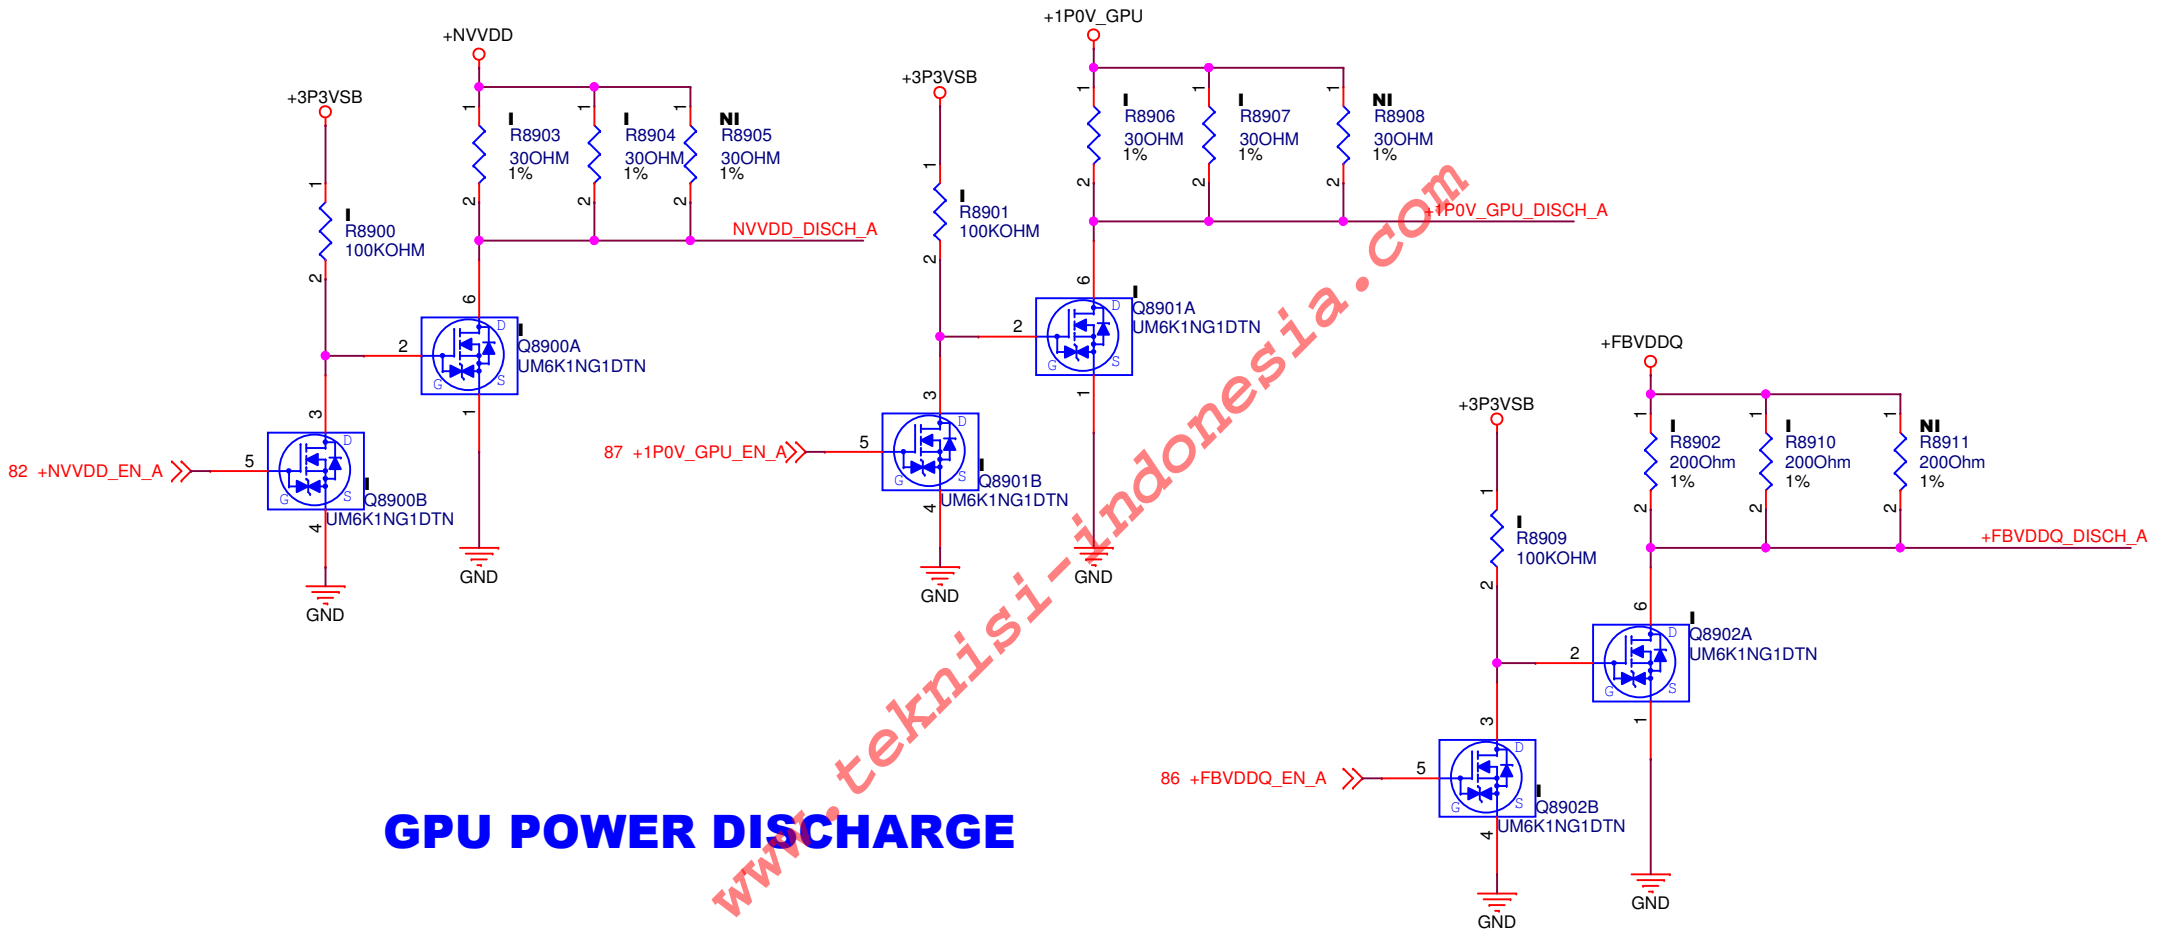 +NVVDD
+3P3VSB
1
1
1
1
I
R8903
30OHM
1%
I
R8904
30OHM
1%
NI
R8905
30OHM
1%
2
2
2
NVVDD_DISCH_A
I
R8900
100KOHM
2
6
D
G
S
2
I
Q8900A
UM6K1NG1DTN
1
3
82 +NVVDD_EN_A
5
D
G
S
I
Q8900B
UM6K1NG1DTN
4
GND
GND
+1P0V_GPU
+3P3VSB
1
1
1
1
I
R8906
30OHM
1%
I
R8907
30OHM
1%
NI
R8908
30OHM
1%
2
2
2
+1P0V_GPU_DISCH_A
I
R8901
100KOHM
2
6
D
G
S
2
I
Q8901A
UM6K1NG1DTN
1
3
87 +1P0V_GPU_EN_A
5
D
G
S
I
Q8901B
UM6K1NG1DTN
4
GND
GND
+FBVDDQ
+3P3VSB
1
1
1
1
I
R8902
200Ohm
1%
I
R8910
200Ohm
1%
NI
R8911
200Ohm
1%
2
2
2
+FBVDDQ_DISCH_A
I
R8909
100KOHM
2
6
D
G
S
2
I
Q8902A
UM6K1NG1DTN
1
3
86 +FBVDDQ_EN_A
5
D
G
S
I
Q8902B
UM6K1NG1DTN
4
GND
GND
GPU POWER DISCHARGE
www.teknisi-indonesia.com